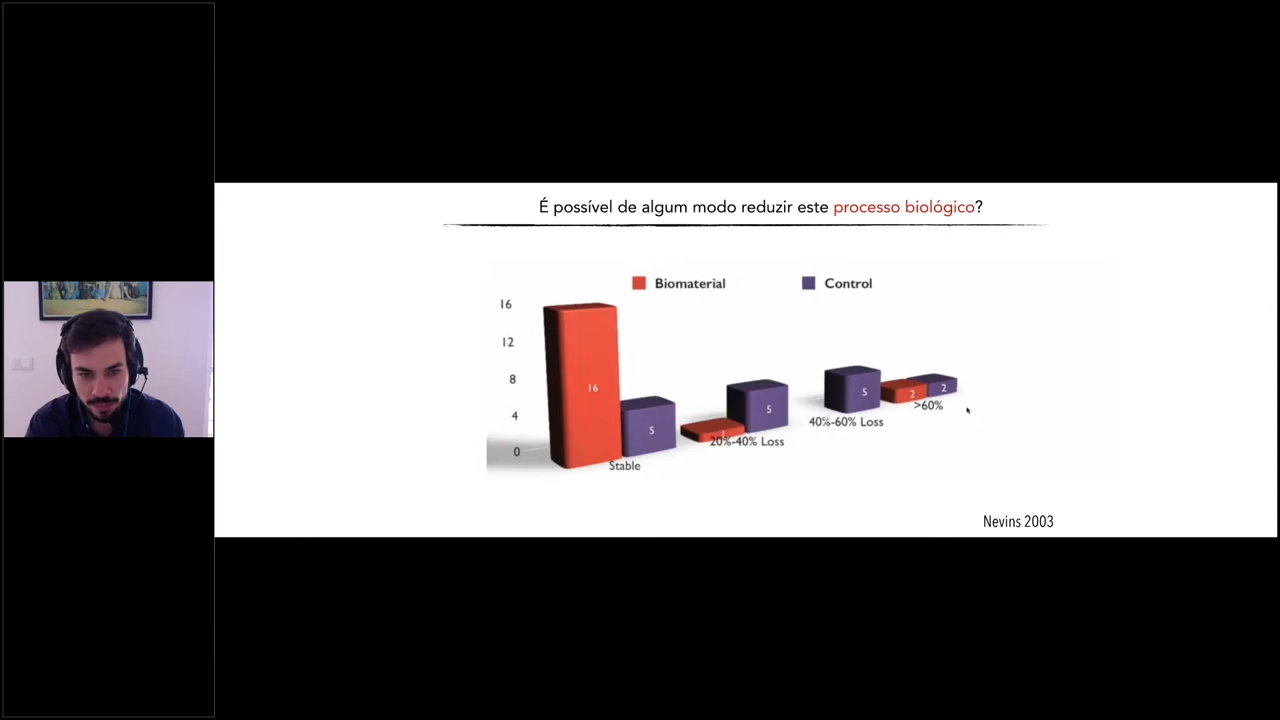 É possível de algum modo reduzir este processo biológico?
Biomaterial
Control
16
12
8
4
0
16
5
1
5
5
2
2
Stable
20%-40% Loss
40%-60% Loss
>60%
Nevins 2003